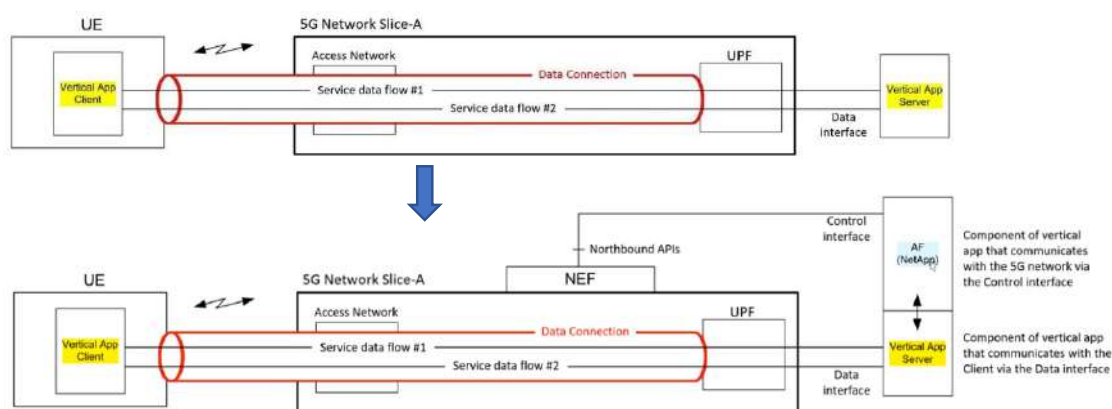 UE
5G Network Slice-A
Access Network
UPF
Vertical App
Client
Data Connection
Service data flow #1
Service data flow #2
Vertical App
Server
Data
interface
Control
interface
Northbound APIs
AF
(NetApp)
Component of vertical
app that communicates
with the 5G network via
the Control interface
UE
5G Network Slice-A
NEF
Access Network
UPF
Vertical App
Client
Data Connection
Service data flow #1
Service data flow #2
Vertical App
Server
Data
interface
Component of vertical app
that communicates with the
Client via the Data interface